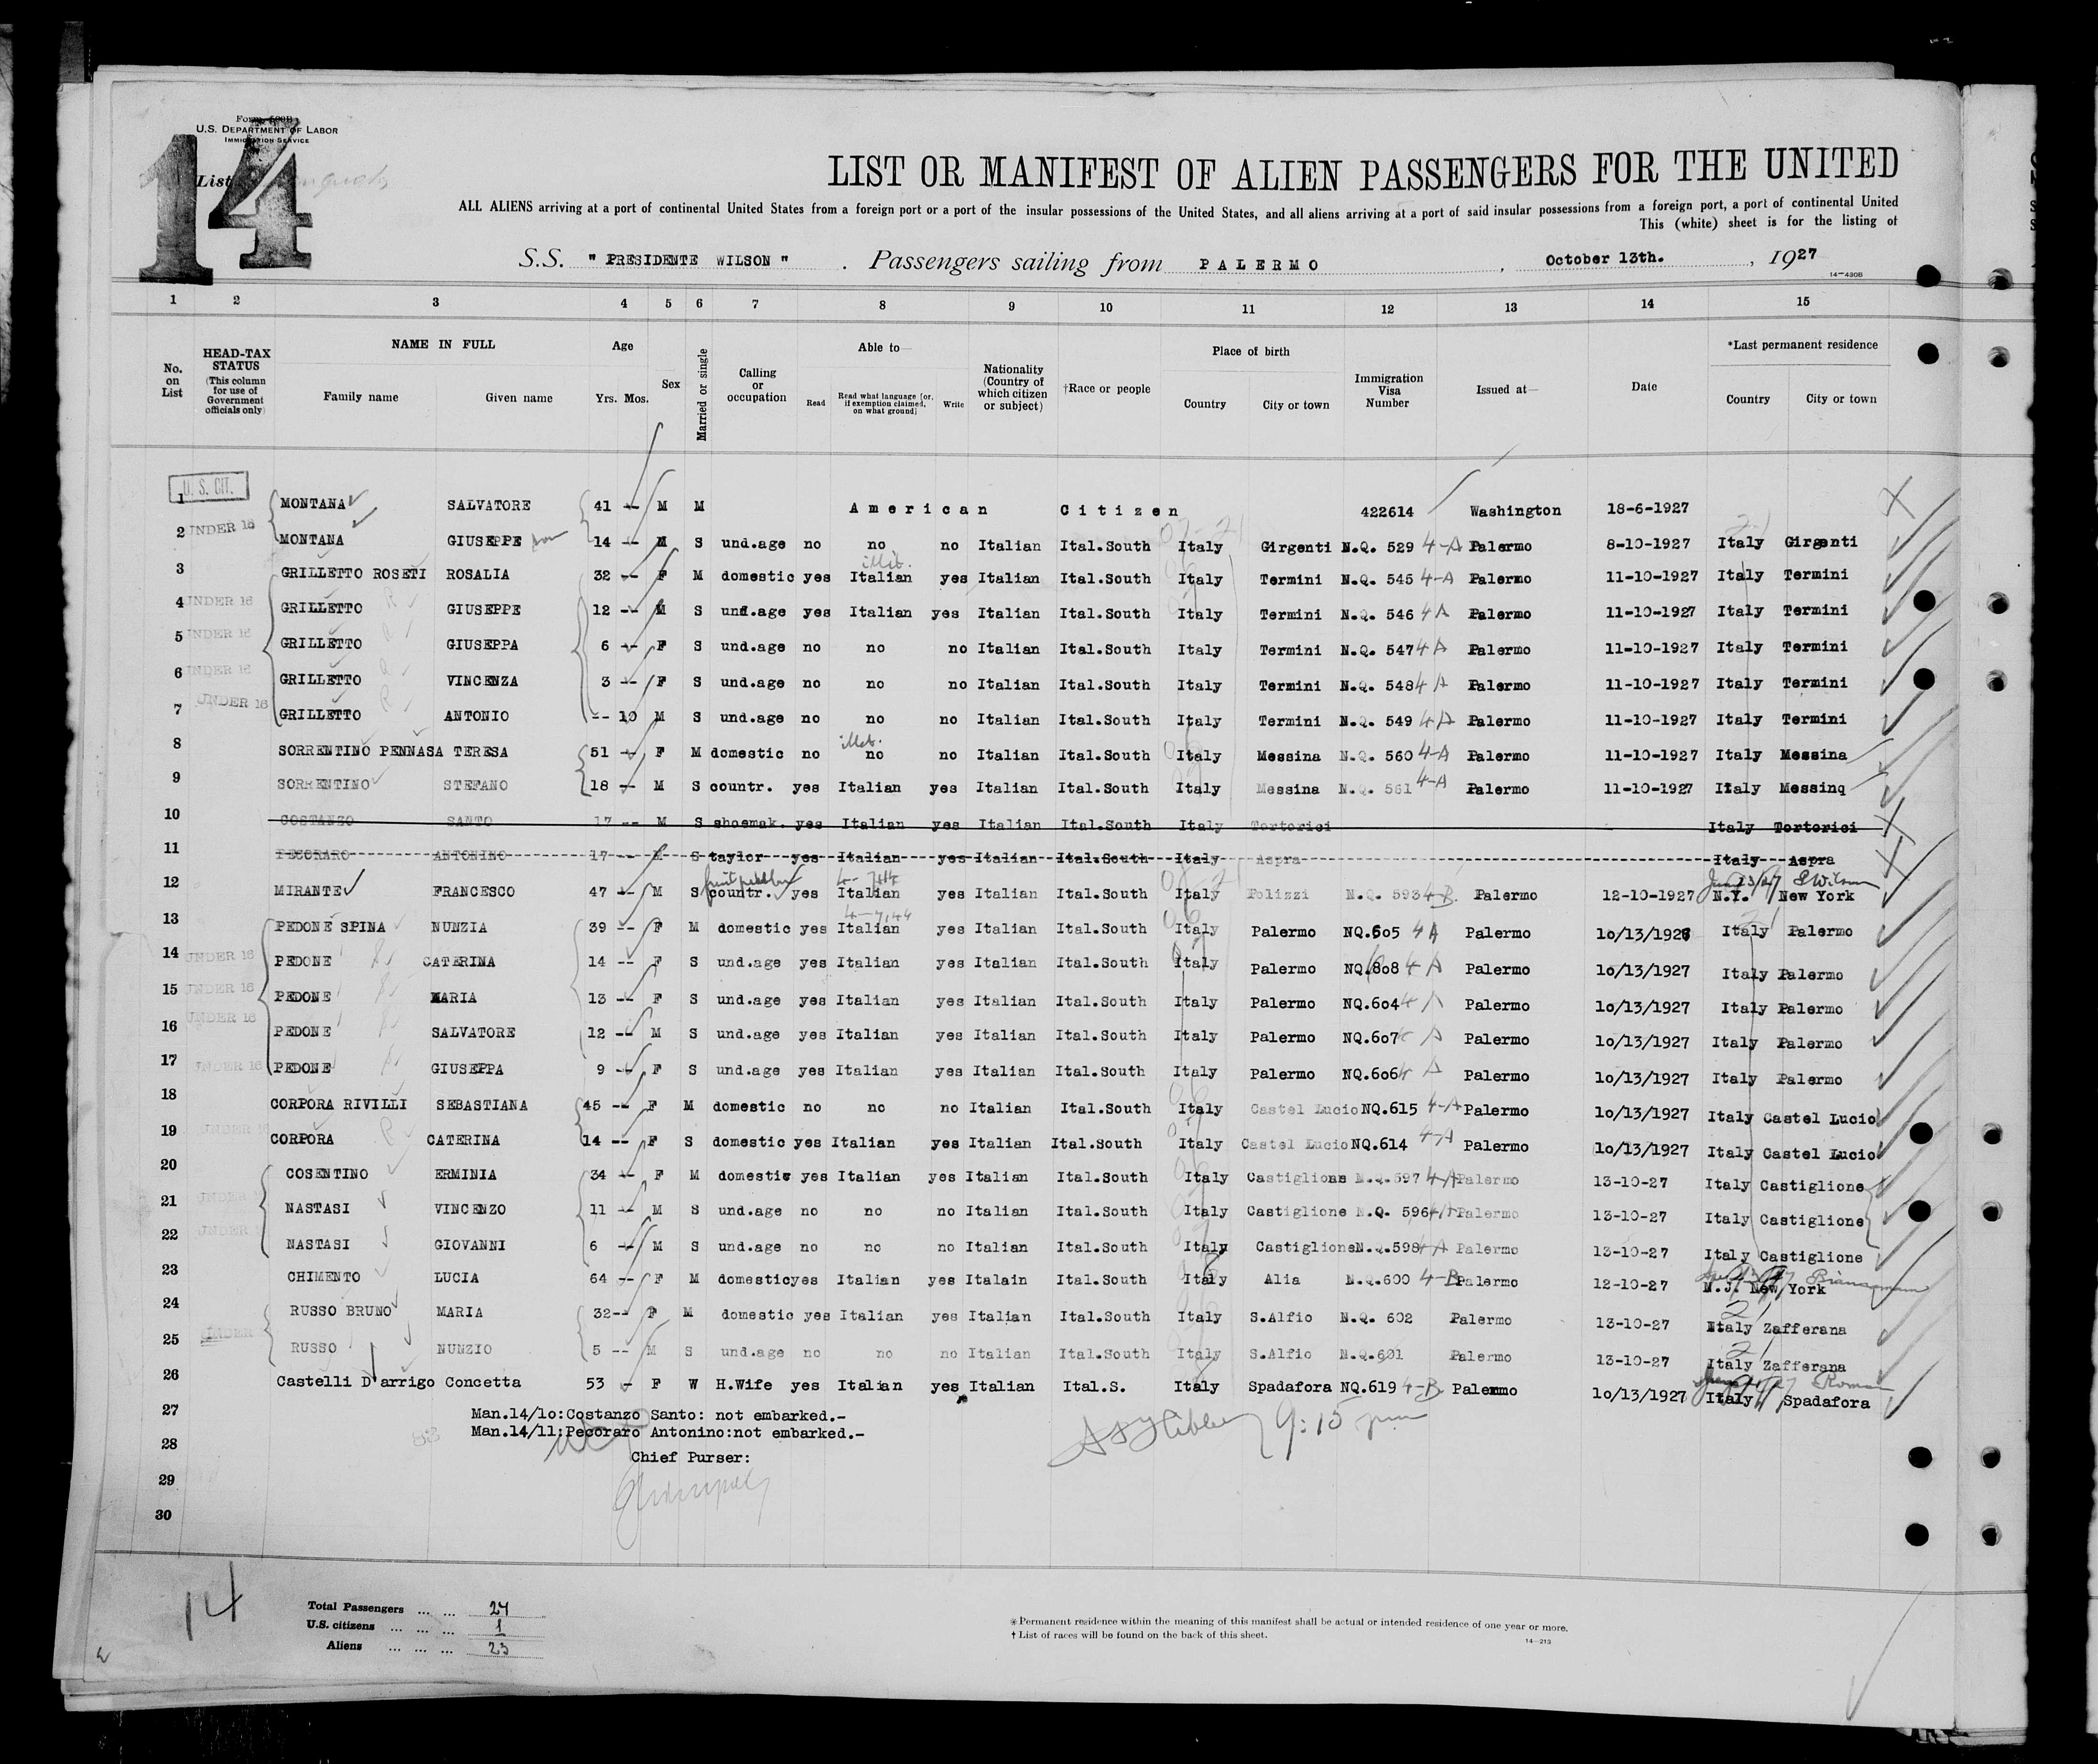 Form 500B
U.S. DEPARTMENT OF LABOR
IMMIGRATION SERVICE
14
List
LIST OR MANIFEST OF ALIEN PASSENGERS FOR THE UNITED
ALL ALIENS arriving at a port of continental United States from a foreign port or a port of the insular possessions of the United States, and all aliens arriving at a port of said insular possessions from a foreign port, a port of continental United
This (white) sheet is for the listing of
S.S. " PRESIDENTE WILSON " . Passengers sailing from PALERMO , October 13th. , 1927
14-4206
1 2 3 4 5 6 7 8 9 10 11 12 13 14 15
No. on List
HEAD-TAX STATUS (This column for use of Government officials only)
NAME IN FULL
Family name Given name
Age
Yrs. Mos.
Sex
Married or single
Calling or occupation
Able to—
Read Read what language [or, if exemption claimed, on what ground] Write
Nationality (Country of which citizen or subject)
†Race or people
Place of birth
Country City or town
Immigration Visa Number
Issued at—
Date
*Last permanent residence
Country City or town
U. S. CIT.
1 MONTANA SALVATORE 41 -- M M American Citizen 422614 Washington 18-6-1927
2 UNDER 16 MONTANA GIUSEPPE son 14 -- M S und.age no no no Italian Ital.South Italy Girgenti N.Q. 529 4-A Palermo 8-10-1927 Italy Girgenti
3 GRILLETTO ROSETI ROSALIA 32 -- F M domestic yes Italian yes Italian Ital.South Italy Termini N.Q. 545 4-A Palermo 11-10-1927 Italy Termini
4 UNDER 16 GRILLETTO GIUSEPPE 12 -- M S und.age yes Italian yes Italian Ital.South Italy Termini N.Q. 546 4A Palermo 11-10-1927 Italy Termini
5 UNDER 16 GRILLETTO GIUSEPPA 6 -- F S und.age no no no Italian Ital.South Italy Termini N.Q. 547 4A Palermo 11-10-1927 Italy Termini
6 UNDER 16 GRILLETTO VINCENZA 3 -- F S und.age no no no Italian Ital.South Italy Termini N.Q. 548 4A Palermo 11-10-1927 Italy Termini
7 UNDER 16 GRILLETTO ANTONIO -- 10 M S und.age no no no Italian Ital.South Italy Termini N.Q. 549 4A Palermo 11-10-1927 Italy Termini
8 SORRENTINO PENNASA TERESA 51 -- F M domestic no no no Italian Ital.South Italy Messina N.Q. 560 4-A Palermo 11-10-1927 Italy Messina
9 SORRENTINO STEFANO 18 -- M S countr. yes Italian yes Italian Ital.South Italy Messina N.Q. 561 4-A Palermo 11-10-1927 Italy Messinq
10 COSTANZO SANTO 17 -- M S shoemak. yes Italian yes Italian Ital.South Italy Tortorici Italy Tortorici
11 PECORARO ANTONINO 17 -- M S taylor yes Italian yes Italian Ital.South Italy Aspra Italy Aspra
12 MIRANTE FRANCESCO 47 -- M S countr. yes Italian yes Italian Ital.South Italy Polizzi N.Q. 593 4-B. Palermo 12-10-1927 N.Y. New York
13 PEDONE SPINA NUNZIA 39 -- F M domestic yes Italian yes Italian Ital.South Italy Palermo NQ.605 4A Palermo 10/13/1928 Italy Palermo
14 UNDER 16 PEDONE CATERINA 14 -- F S und.age yes Italian yes Italian Ital.South Italy Palermo NQ.608 4 A Palermo 10/13/1927 Italy Palermo
15 UNDER 16 PEDONE MARIA 13 -- F S und.age yes Italian yes Italian Ital.South Italy Palermo NQ.604 4 A Palermo 10/13/1927 Italy Palermo
16 UNDER 16 PEDONE SALVATORE 12 -- M S und.age yes Italian yes Italian Ital.South Italy Palermo NQ.607 4 A Palermo 10/13/1927 Italy Palermo
17 UNDER 16 PEDONE GIUSEPPA 9 -- F S und.age yes Italian yes Italian Ital.South Italy Palermo NQ.606 4 A Palermo 10/13/1927 Italy Palermo
18 CORPORA RIVILLI SEBASTIANA 45 -- F M domestic no no no Italian Ital.South Italy Castel Lucio NQ.615 4-A Palermo 10/13/1927 Italy Castel Lucio
19 UNDER 16 CORPORA CATERINA 14 -- F S domestic yes Italian yes Italian Ital.South Italy Castel Lucio NQ.614 4-A Palermo 10/13/1927 Italy Castel Lucio
20 COSENTINO ERMINIA 34 -- F M domestic yes Italian yes Italian Ital.South Italy Castiglione N.Q.597 4-A Palermo 13-10-27 Italy Castiglione
21 UNDER NASTASI VINCENZO 11 -- M S und.age no no no Italian Ital.South Italy Castiglione N.Q. 596 4A Palermo 13-10-27 Italy Castiglione
22 UNDER NASTASI GIOVANNI 6 -- M S und.age no no no Italian Ital.South Italy Castiglione N.Q.598 4A Palermo 13-10-27 Italy Castiglione
23 CHIMENTO LUCIA 64 -- F M domestic yes Italian yes Italain Ital.South Italy Alia N.Q.600 4-B Palermo 12-10-27 N.J. New York
24 RUSSO BRUNO MARIA 32 -- F M domestic yes Italian yes Italian Ital.South Italy S.Alfio N.Q. 602 Palermo 13-10-27 Italy Zafferana
25 UNDER RUSSO NUNZIO 5 -- M S und.age no no no Italian Ital.South Italy S.Alfio N.Q.601 Palermo 13-10-27 Italy Zafferana
26 Castelli D'arrigo Concetta 53 - F W H.Wife yes Italian yes Italian Ital.S. Italy Spadafora NQ.619 4-B Palermo 10/13/1927 Italy Spadafora
27 Man.14/10:Costanzo Santo: not embarked.-
Man.14/11:Pecoraro Antonino:not embarked.-
9:15 pm
28 Chief Purser:
29
30
14
Total Passengers ... ... 24
U.S. citizens ... ... ... 1
Aliens ... ... ... 23
* Permanent residence within the meaning of this manifest shall be actual or intended residence of one year or more.
† List of races will be found on the back of this sheet.
14-213